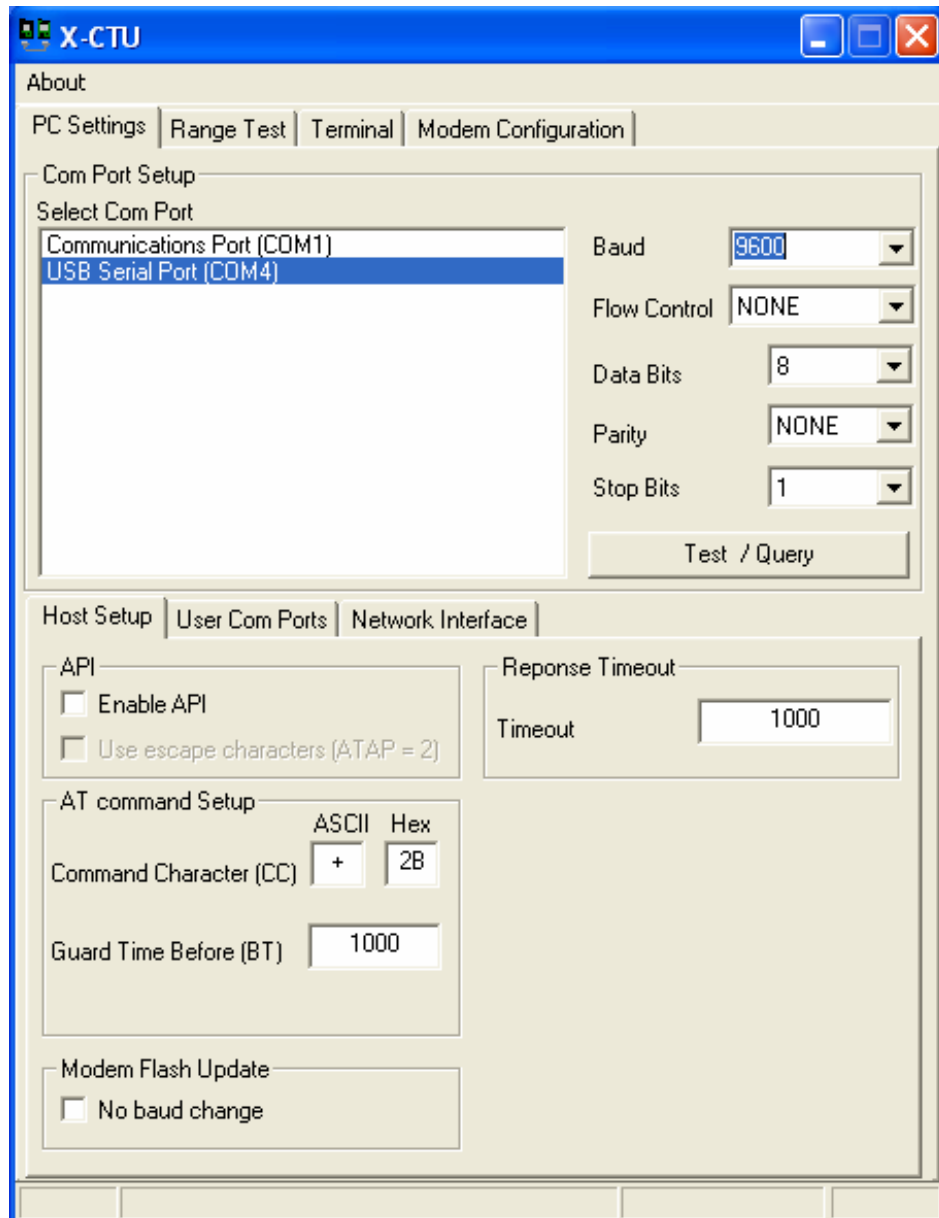 X-CTU
About
PC Settings Range Test Terminal Modem Configuration
Com Port Setup
Select Com Port
Communications Port (COM1)
USB Serial Port (COM4)
Baud 9600
Flow Control NONE
Data Bits 8
Parity NONE
Stop Bits 1
Test / Query
Host Setup User Com Ports Network Interface
API
Enable API
Use escape characters (ATAP = 2)
Reponse Timeout
Timeout 1000
AT command Setup
ASCII Hex
Command Character (CC) + 2B
Guard Time Before (BT) 1000
Modem Flash Update
No baud change